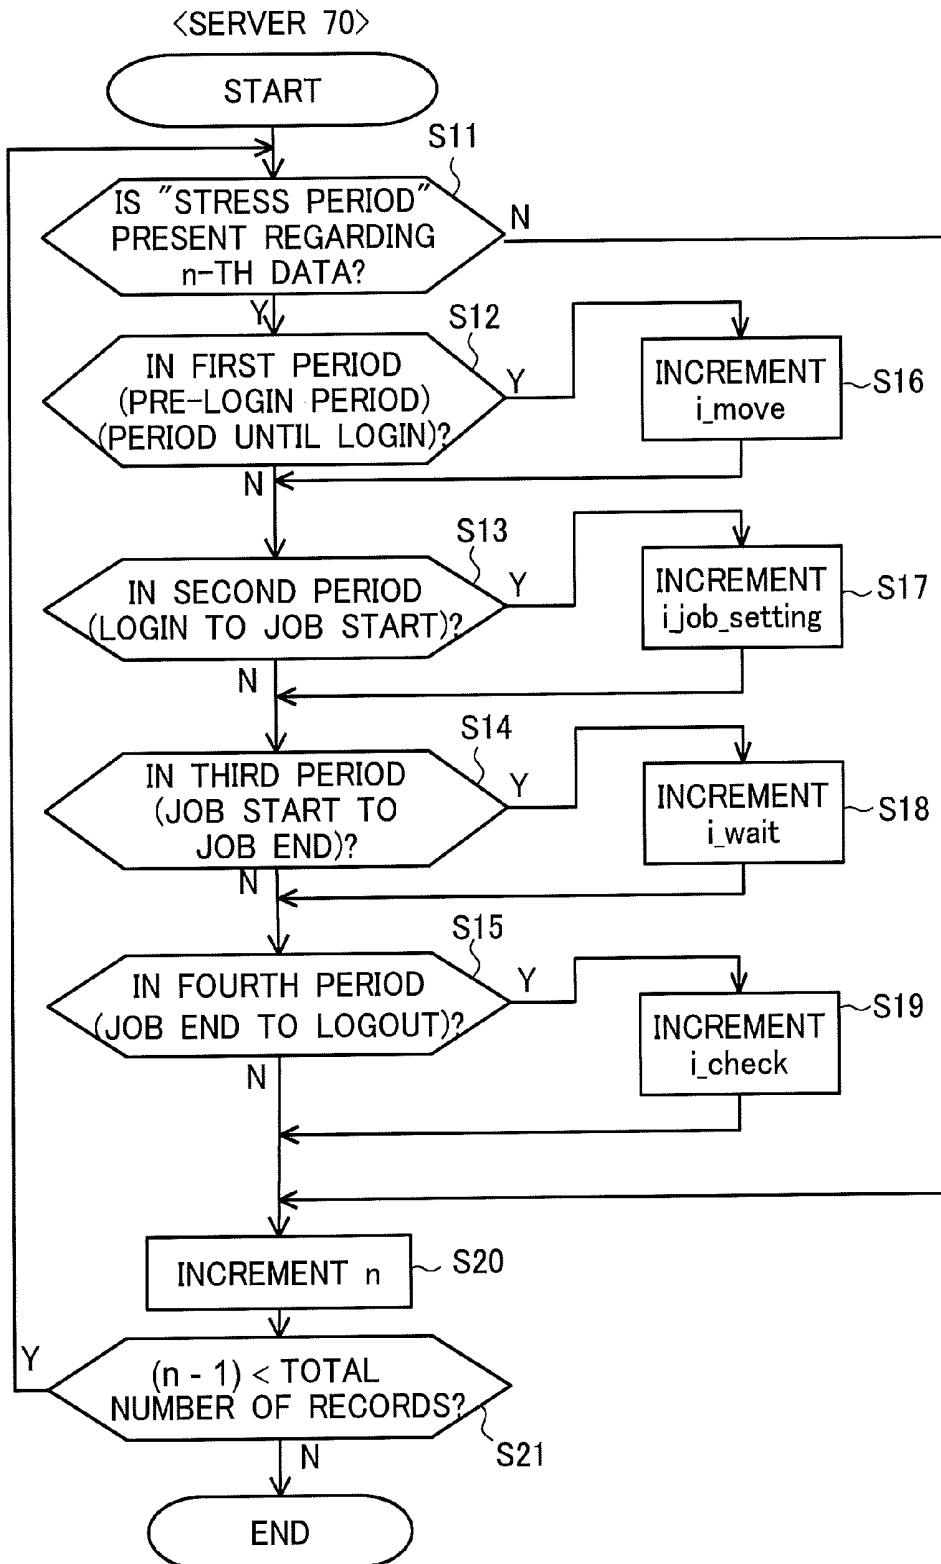 <SERVER 70>
START
S11
IS "STRESS PERIOD"
PRESENT REGARDING
n-TH DATA?
N
Y
S12
IN FIRST PERIOD
(PRE-LOGIN PERIOD)
(PERIOD UNTIL LOGIN)?
Y
INCREMENT
i_move
S16
N
S13
IN SECOND PERIOD
(LOGIN TO JOB START)?
Y
INCREMENT
i_job_setting
S17
N
S14
IN THIRD PERIOD
(JOB START TO
JOB END)?
Y
INCREMENT
i_wait
S18
N
S15
IN FOURTH PERIOD
(JOB END TO LOGOUT)?
Y
INCREMENT
i_check
S19
N
INCREMENT n
S20
Y
(n - 1) < TOTAL
NUMBER OF RECORDS?
S21
N
END